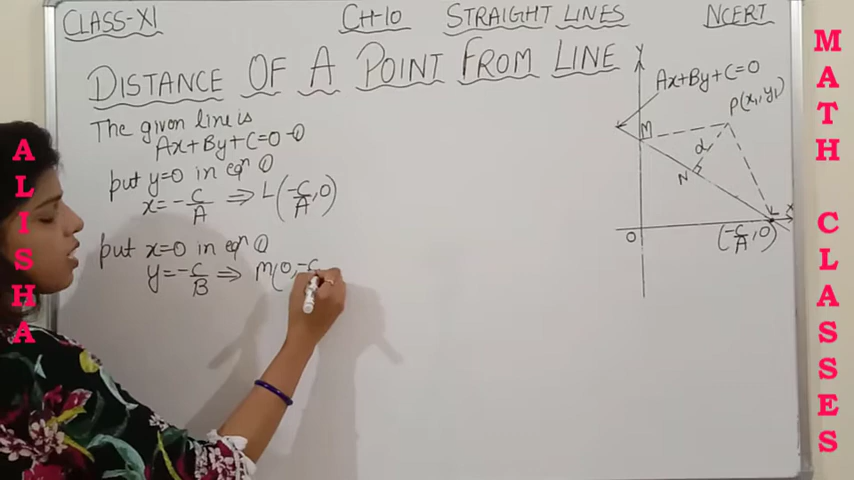 CLASS-XI CH-10 STRAIGHT LINES NCERT
DISTANCE OF A POINT FROM LINE
The given line is
Ax+By+C=0-①
put y=0 in eqⁿ ①
x=-C/A ⇒ L(-C/A,0)
put x=0 in eqⁿ ①
y=-C/B ⇒ M(0,-C
Y
Ax+By+C=0
P(x₁,y₁)
M
d
N
L X
O
(-C/A,0)
ALISHA
MATH CLASSES